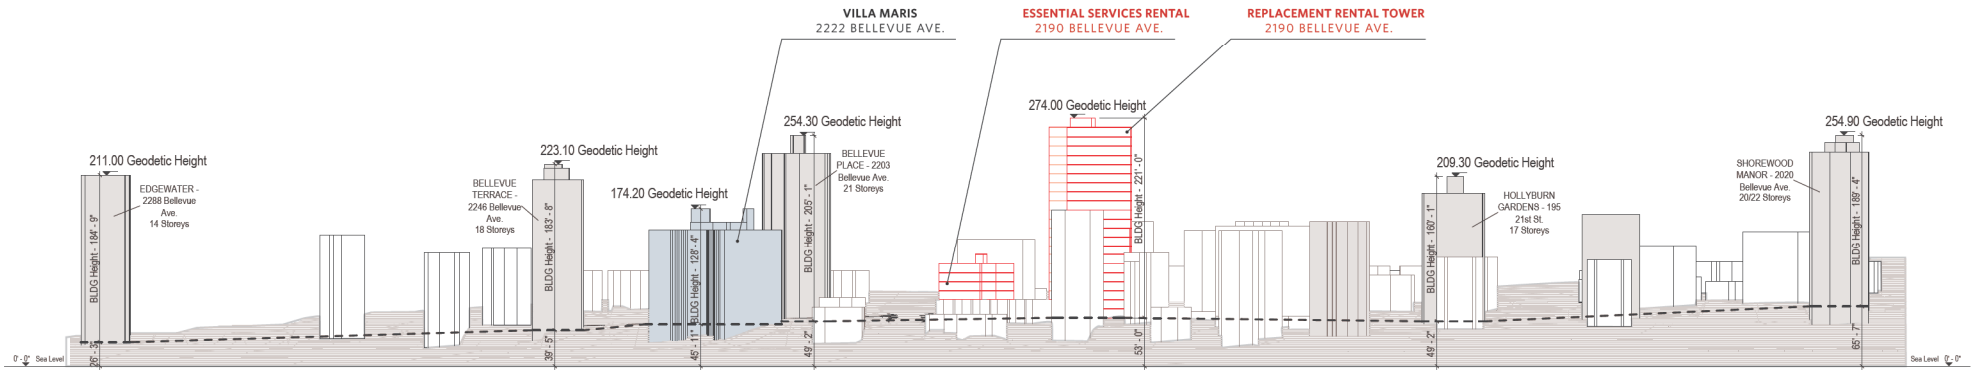 VILLA MARIS
2222 BELLEVUE AVE.
ESSENTIAL SERVICES RENTAL
2190 BELLEVUE AVE.
REPLACEMENT RENTAL TOWER
2190 BELLEVUE AVE.
211.00 Geodetic Height
EDGEWATER -
2288 Bellevue
Ave.
14 Storeys
BLDG Height - 184' - 9"
26' - 3"
223.10 Geodetic Height
BELLEVUE
TERRACE -
2246 Bellevue
Ave.
18 Storeys
BLDG Height - 183' - 8"
39' - 5"
174.20 Geodetic Height
BLDG Height - 128' - 4"
45' - 11"
254.30 Geodetic Height
BELLEVUE
PLACE - 2203
Bellevue Ave.
21 Storeys
BLDG Height - 205' - 1"
49' - 2"
274.00 Geodetic Height
BLDG Height - 221' - 0"
53' - 0"
209.30 Geodetic Height
HOLLYBURN
GARDENS - 195
21st St.
17 Storeys
BLDG Height - 160' - 1"
49' - 2"
254.90 Geodetic Height
SHOREWOOD
MANOR - 2020
Bellevue Ave.
20/22 Storeys
BLDG Height - 189' - 4"
65' - 7"
0' - 0" Sea Level
Sea Level 0' - 0"